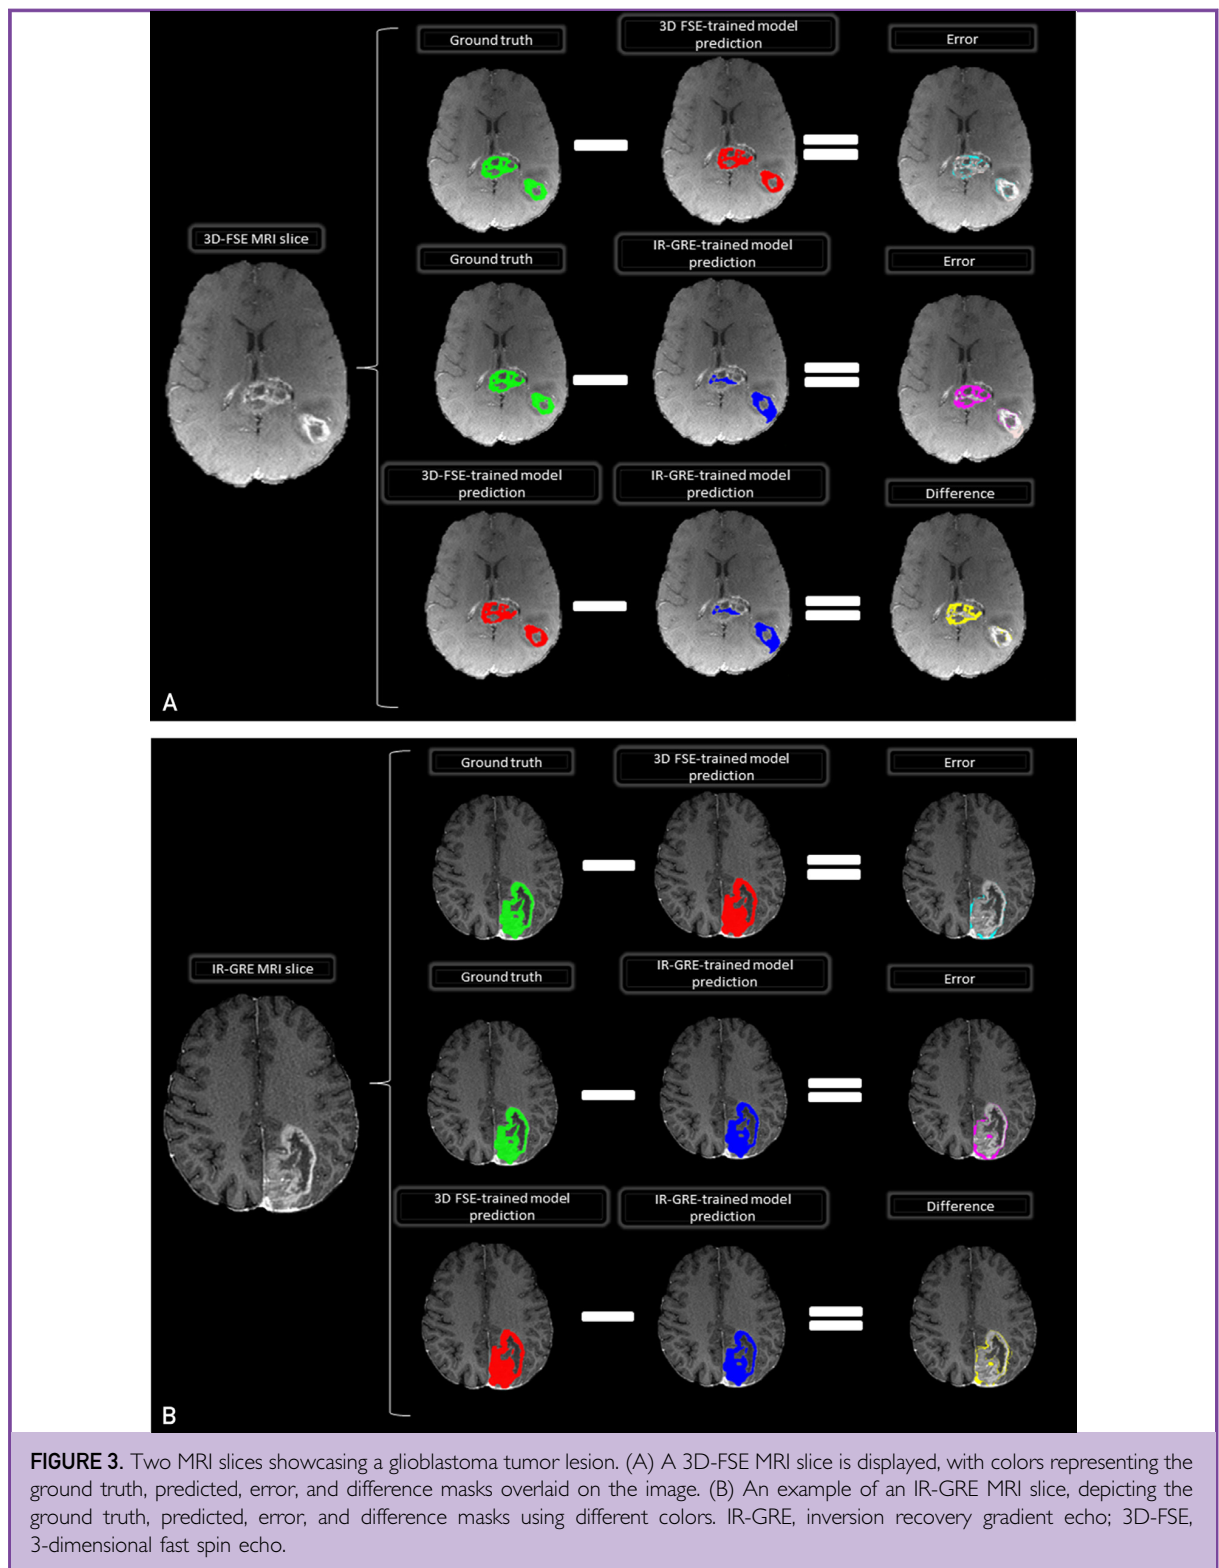 Ground truth
3D FSE-trained model
prediction
Error
3D-FSE MRI slice
Ground truth
IR-GRE-trained model
prediction
Error
3D-FSE-trained model
prediction
IR-GRE-trained model
prediction
Difference
A
Ground truth
3D FSE-trained model
prediction
Error
IR-GRE MRI slice
Ground truth
IR-GRE-trained model
prediction
Error
3D FSE-trained model
prediction
IR-GRE-trained model
prediction
Difference
B
FIGURE 3. Two MRI slices showcasing a glioblastoma tumor lesion. (A) A 3D-FSE MRI slice is displayed, with colors representing the
ground truth, predicted, error, and difference masks overlaid on the image. (B) An example of an IR-GRE MRI slice, depicting the
ground truth, predicted, error, and difference masks using different colors. IR-GRE, inversion recovery gradient echo; 3D-FSE,
3-dimensional fast spin echo.